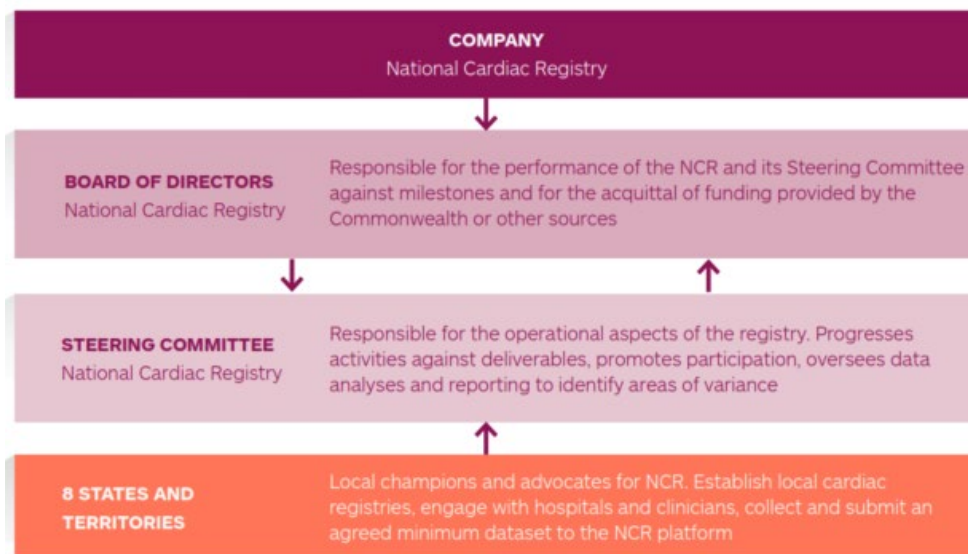 COMPANY
National Cardiac Registry
BOARD OF DIRECTORS
National Cardiac Registry
Responsible for the performance of the NCR and its Steering Committee
against milestones and for the acquittal of funding provided by the
Commonwealth or other sources
STEERING COMMITTEE
National Cardiac Registry
Responsible for the operational aspects of the registry. Progresses
activities against deliverables, promotes participation, oversees data
analyses and reporting to identify areas of variance
8 STATES AND
TERRITORIES
Local champions and advocates for NCR. Establish local cardiac
registries, engage with hospitals and clinicians, collect and submit an
agreed minimum dataset to the NCR platform